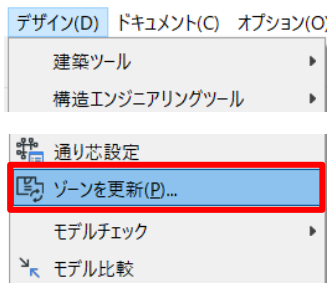 デザイン(D) ドキュメント(C) オプション(O)
建築ツール
構造エンジニアリングツール
通り芯設定
ゾーンを更新(P)...
モデルチェック
モデル比較